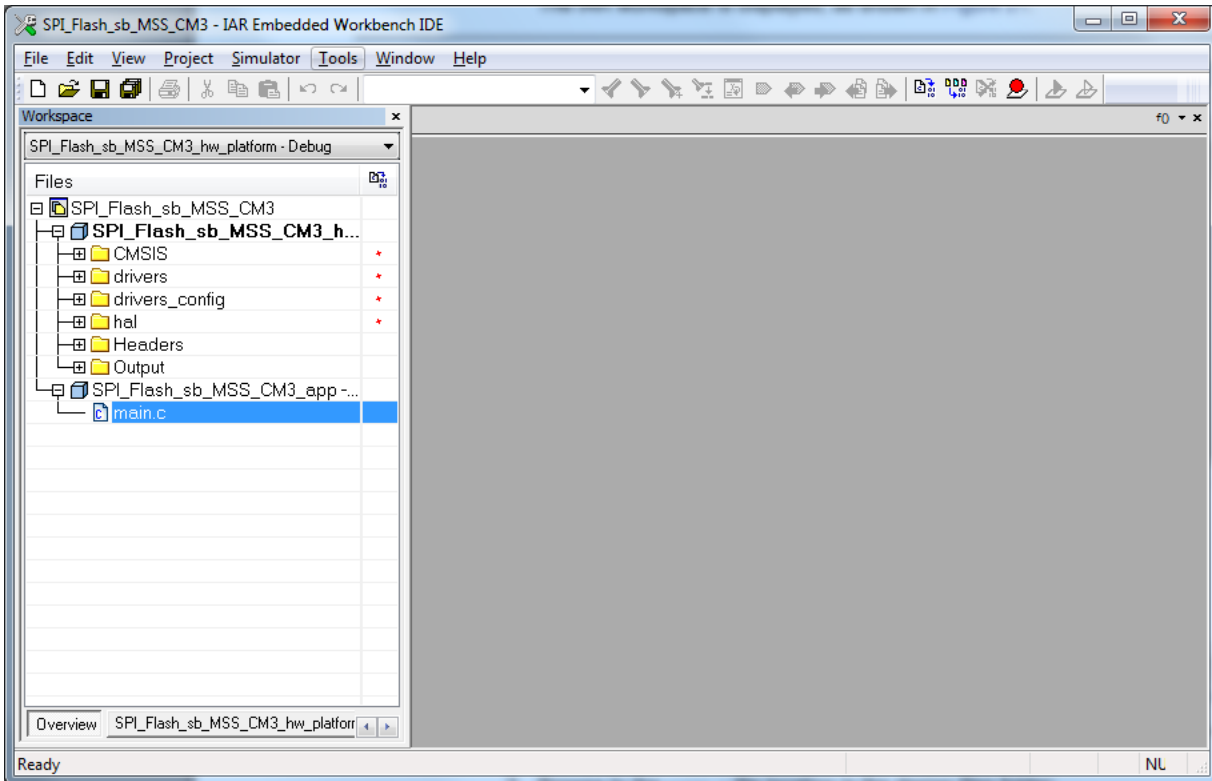 SPI_Flash_sb_MSS_CM3 - IAR Embedded Workbench IDE
File Edit View Project Simulator Tools Window Help
Workspace
f()
SPI_Flash_sb_MSS_CM3_hw_platform - Debug
Files
SPI_Flash_sb_MSS_CM3
SPI_Flash_sb_MSS_CM3_h...
CMSIS *
drivers *
drivers_config *
hal *
Headers
Output
SPI_Flash_sb_MSS_CM3_app -...
main.c
Overview SPI_Flash_sb_MSS_CM3_hw_platforr
Ready NU